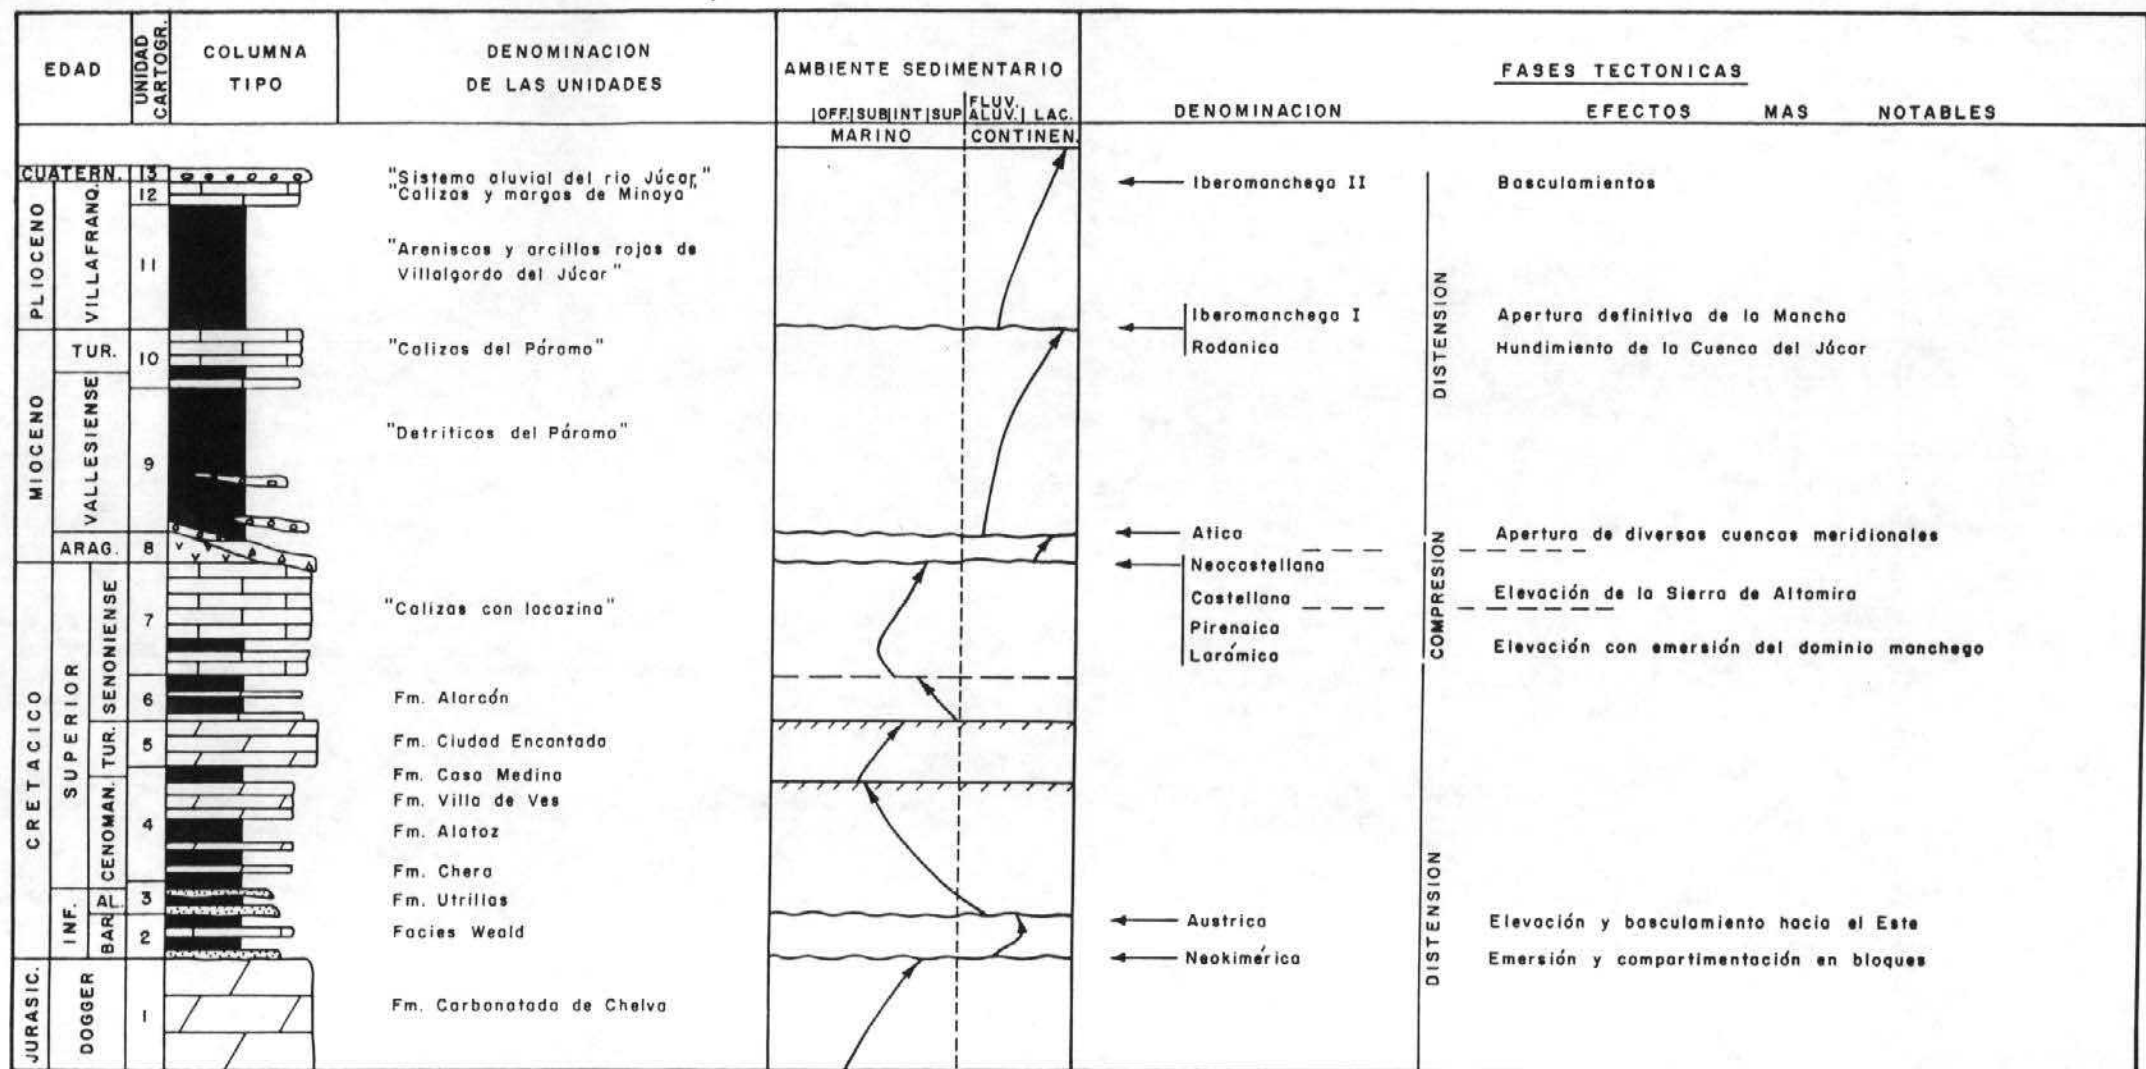 EDAD
UNIDAD
CARTOGR.
COLUMNA
TIPO
DENOMINACION
DE LAS UNIDADES
AMBIENTE SEDIMENTARIO
|OFF.|SUB|INT|SUP|FLUV. ALUV.| LAC.
MARINO CONTINEN.
FASES TECTONICAS
DENOMINACION EFECTOS MAS NOTABLES
CUATERN. 13 "Sistema aluvial del rio Júcar"
PLIOCENO
VILLAFRANQ.
12 "Calizas y margas de Minaya"
Iberomanchega II Basculamientos
11 "Areniscas y arcillas rojas de
Villalgordo del Júcar"
DISTENSION
Iberomanchega I Apertura definitiva de la Mancha
MIOCENO
TUR. 10 "Calizas del Páramo"
Rodanica Hundimiento de la Cuenca del Júcar
VALLESIENSE
9 "Detriticos del Páramo"
Atica Apertura de diversas cuencas meridionales
ARAG. 8
COMPRESION
Neocastellana
CRETACICO
SUPERIOR
SENONIENSE
7 "Calizas con lacazina"
Castellana Elevación de la Sierra de Altomira
Pirenaica
Larámica Elevación con emersión del dominio manchego
6 Fm. Alarcón
TUR.
5 Fm. Ciudad Encantada
Fm. Casa Medina
CENOMAN.
4 Fm. Villa de Ves
Fm. Alatoz
Fm. Chera
DISTENSION
INF.
AL. 3 Fm. Utrillas
BAR.
2 Facies Weald
Austrica Elevación y basculamiento hacia el Este
Neokimérica Emersión y compartimentación en bloques
JURASIC.
DOGGER
1 Fm. Carbonatada de Chelva